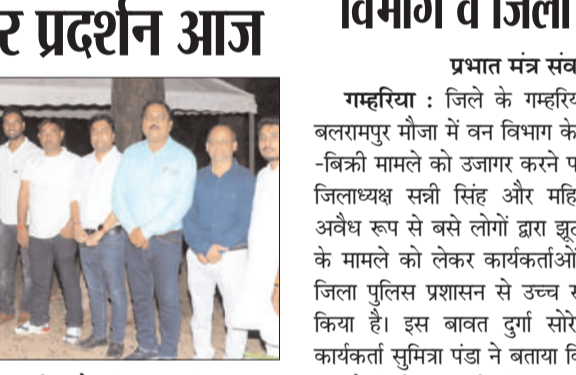 र प्रदर्शन आज
विभाग व जिला
प्रभात मंत्र संव
गम्हरिया : जिले के गम्हरिय
बलरामपुर मौजा में वन विभाग के
-बिक्री मामले को उजागर करने प
जिलाध्यक्ष सन्नी सिंह और महि
अवैध रूप से बसे लोगों द्वारा झूठ
के मामले को लेकर कार्यकर्ताओं
जिला पुलिस प्रशासन से उच्च स
किया है। इस बावत दुर्गा सोरे
कार्यकर्ता सुमित्रा पंडा ने बताया वि